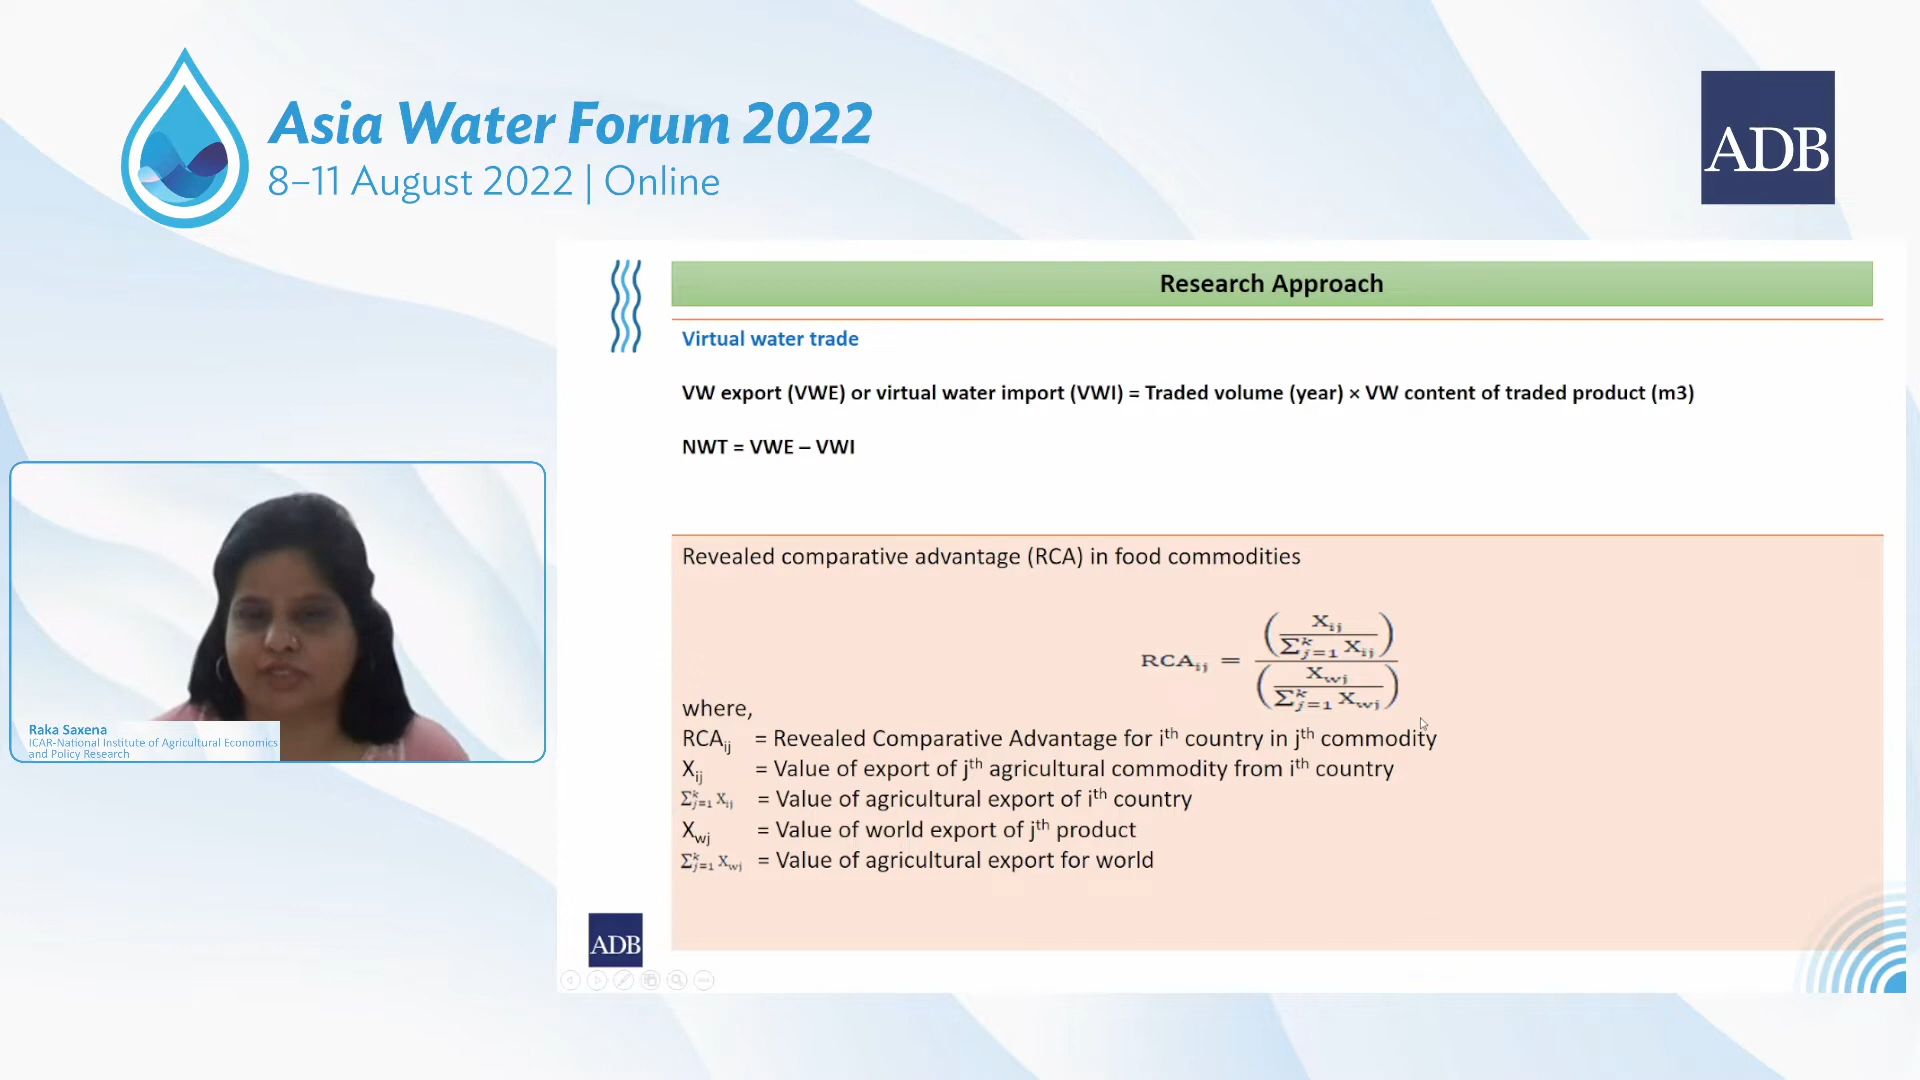 Asia Water Forum 2022
8–11 August 2022 | Online
ADB
Research Approach
Virtual water trade
VW export (VWE) or virtual water import (VWI) = Traded volume (year) × VW content of traded product (m3)
NWT = VWE – VWI
Revealed comparative advantage (RCA) in food commodities
RCAᵢⱼ = (Xᵢⱼ / Σᵏⱼ₌₁ Xᵢⱼ) / (Xwj / Σᵏⱼ₌₁ Xwj)
where,
RCAij = Revealed Comparative Advantage for ith country in jth commodity
Xij = Value of export of jth agricultural commodity from ith country
Σᵏⱼ₌₁ Xij = Value of agricultural export of ith country
Xwj = Value of world export of jth product
Σᵏⱼ₌₁ Xwj = Value of agricultural export for world
ADB
Raka Saxena
ICAR-National Institute of Agricultural Economics
and Policy Research